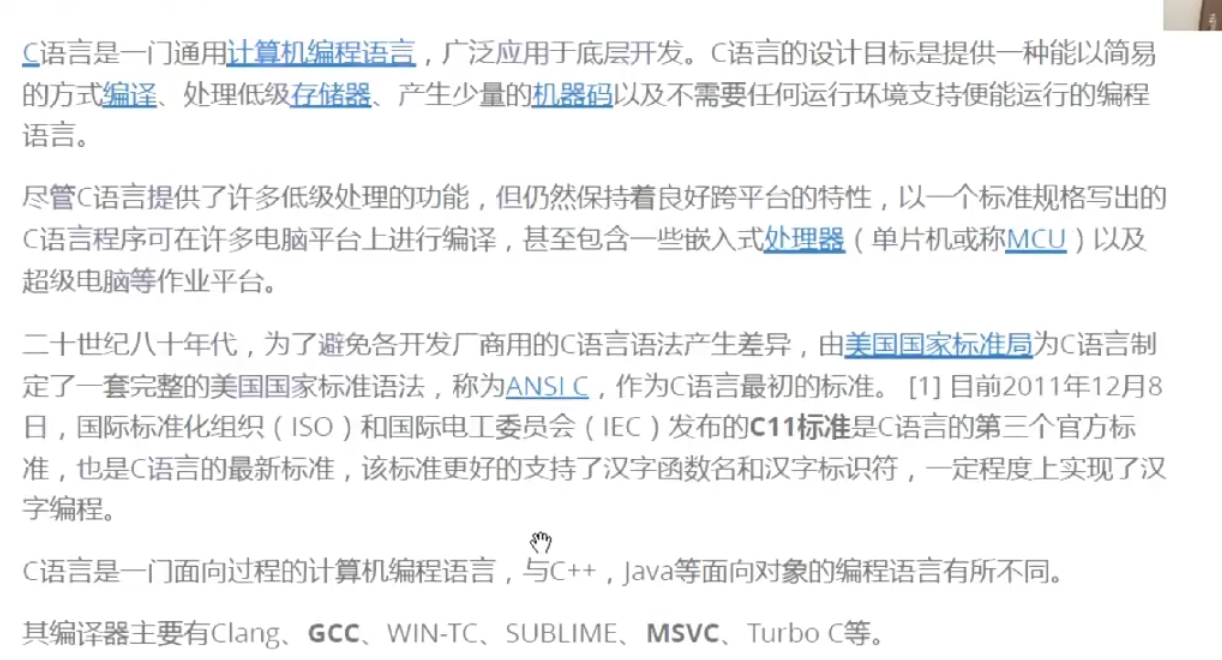 C语言是一门通用计算机编程语言，广泛应用于底层开发。C语言的设计目标是提供一种能以简易
的方式编译、处理低级存储器、产生少量的机器码以及不需要任何运行环境支持便能运行的编程
语言。
尽管C语言提供了许多低级处理的功能，但仍然保持着良好跨平台的特性，以一个标准规格写出的
C语言程序可在许多电脑平台上进行编译，甚至包含一些嵌入式处理器（单片机或称MCU）以及
超级电脑等作业平台。
二十世纪八十年代，为了避免各开发厂商用的C语言语法产生差异，由美国国家标准局为C语言制
定了一套完整的美国国家标准语法，称为ANSI C，作为C语言最初的标准。 [1] 目前2011年12月8
日，国际标准化组织（ISO）和国际电工委员会（IEC）发布的C11标准是C语言的第三个官方标
准，也是C语言的最新标准，该标准更好的支持了汉字函数名和汉字标识符，一定程度上实现了汉
字编程。
C语言是一门面向过程的计算机编程语言，与C++，Java等面向对象的编程语言有所不同。
其编译器主要有Clang、GCC、WIN-TC、SUBLIME、MSVC、Turbo C等。